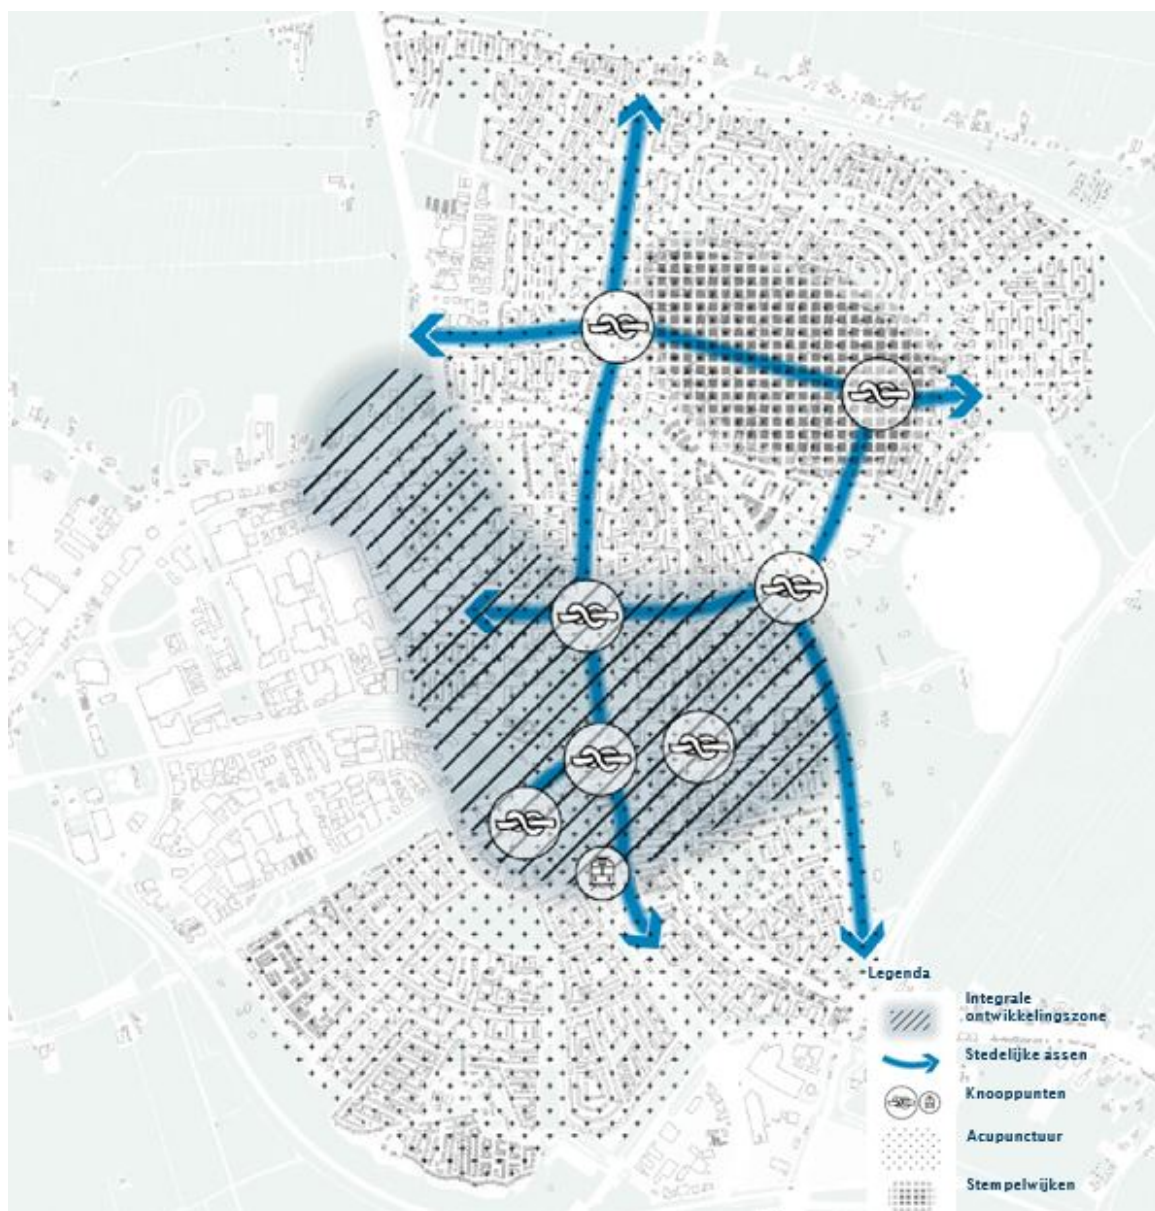 Legenda
Integrale
ontwikkelingszone
Stedelijke assen
Knooppunten
Acupunctuur
Stempelwijken